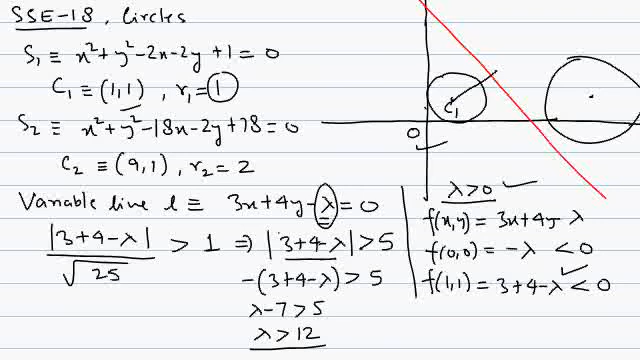 SSE-18, Circles
S₁ ≡ x²+y²-2x-2y+1=0
C₁ ≡ (1,1), r₁=1
S₂ ≡ x²+y²-18x-2y+78=0
C₂ ≡ (9,1), r₂=2
Variable line l ≡ 3x+4y-λ=0
|3+4-λ| / √25 > 1 ⇒ |3+4-λ|>5
-(3+4-λ)>5
λ-7>5
λ>12
C₁
0
λ>0 ✓
f(x,y)=3x+4y-λ
f(0,0)=-λ<0
f(1,1)=3+4-λ<0